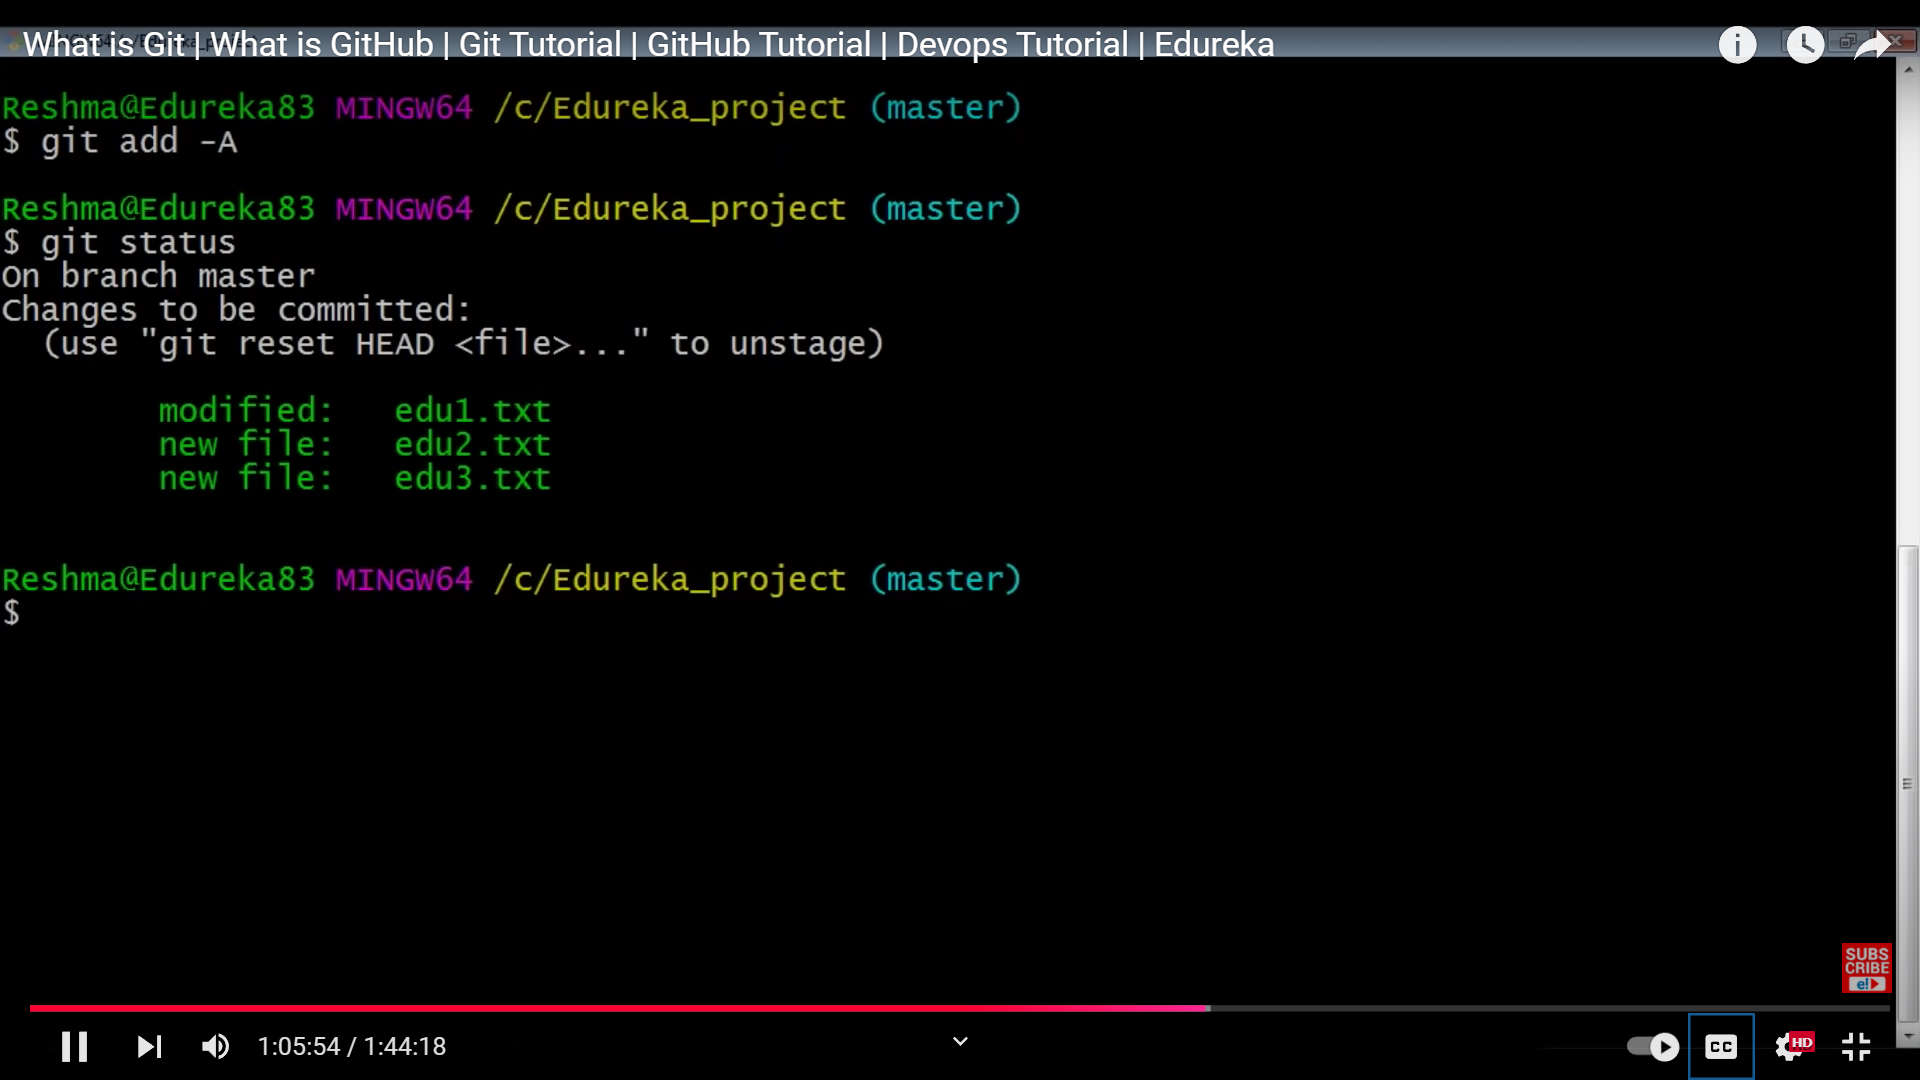 What is Git | What is GitHub | Git Tutorial | GitHub Tutorial | Devops Tutorial | Edureka
Reshma@Edureka83 MINGW64 /c/Edureka_project (master)
$ git add -A
Reshma@Edureka83 MINGW64 /c/Edureka_project (master)
$ git status
On branch master
Changes to be committed:
(use "git reset HEAD <file>..." to unstage)
modified: edu1.txt
new file: edu2.txt
new file: edu3.txt
Reshma@Edureka83 MINGW64 /c/Edureka_project (master)
$
SUBS
CRIBE
e!
1:05:54 / 1:44:18
CC
HD